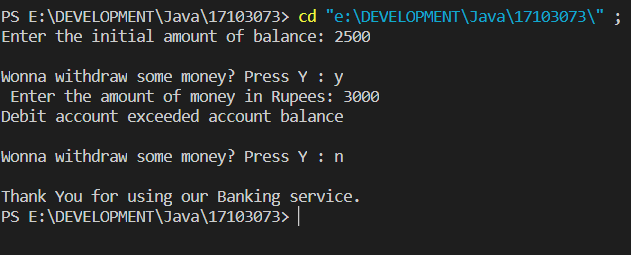 PS E:\DEVELOPMENT\Java\17103073> cd "e:\DEVELOPMENT\Java\17103073\" ;
Enter the initial amount of balance: 2500
Wonna withdraw some money? Press Y : y
Enter the amount of money in Rupees: 3000
Debit account exceeded account balance
Wonna withdraw some money? Press Y : n
Thank You for using our Banking service.
PS E:\DEVELOPMENT\Java\17103073>